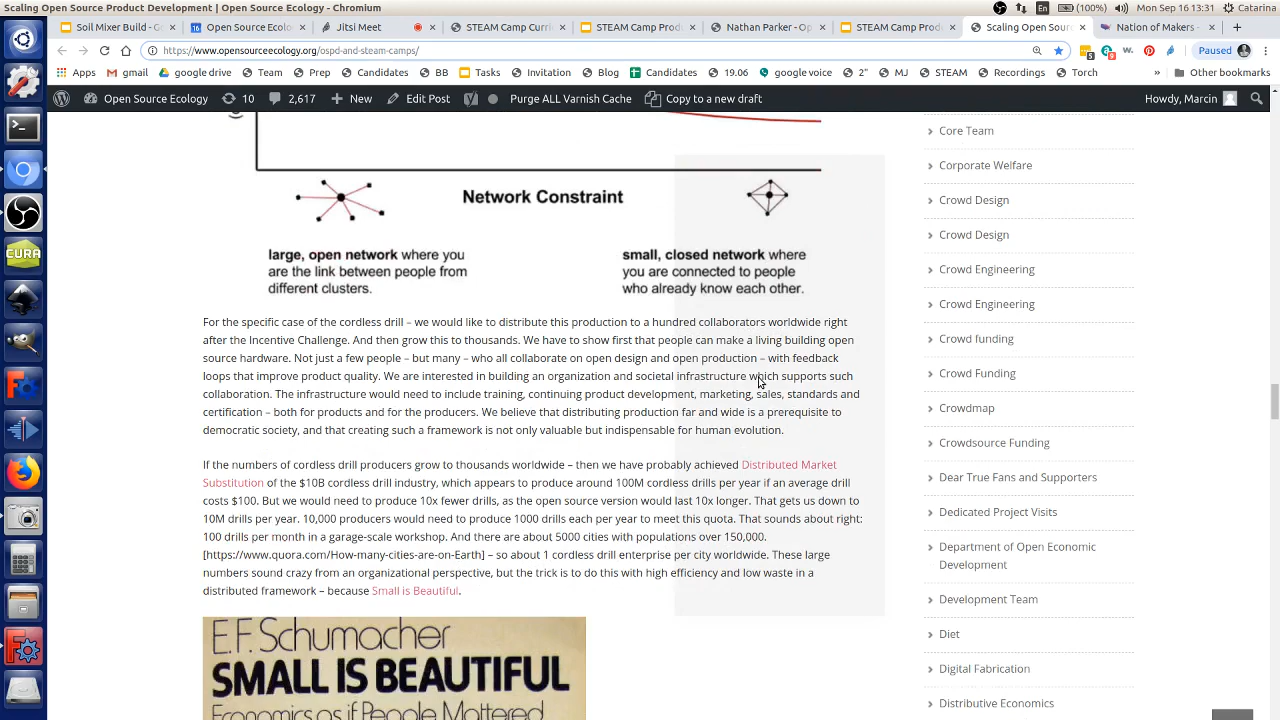 Scaling Open Source Product Development | Open Source Ecology - Chromium
En (100%) Mon Sep 16 13:31 Catarina
Soil Mixer Build - G
Open Source Ecolo
Jitsi Meet
STEAM Camp Curric
STEAM Camp Produ
Nathan Parker - Op
STEAM Camp Produ
Scaling Open Sourc
Nation of Makers
https://www.opensourceecology.org/ospd-and-steam-camps/
Paused
Apps gmail google drive Team Prep Candidates BB Tasks Invitation Blog Candidates 19.06 google voice 2" MJ STEAM Recordings Torch » Other bookmarks
Open Source Ecology 10 2,617 New Edit Post Purge ALL Varnish Cache Copy to a new draft Howdy, Marcin
Network Constraint
large, open network where you
are the link between people from
different clusters.
small, closed network where
you are connected to people
who already know each other.
For the specific case of the cordless drill – we would like to distribute this production to a hundred collaborators worldwide right
after the Incentive Challenge. And then grow this to thousands. We have to show first that people can make a living building open
source hardware. Not just a few people – but many – who all collaborate on open design and open production – with feedback
loops that improve product quality. We are interested in building an organization and societal infrastructure which supports such
collaboration. The infrastructure would need to include training, continuing product development, marketing, sales, standards and
certification – both for products and for the producers. We believe that distributing production far and wide is a prerequisite to
democratic society, and that creating such a framework is not only valuable but indispensable for human evolution.
If the numbers of cordless drill producers grow to thousands worldwide – then we have probably achieved Distributed Market
Substitution of the $10B cordless drill industry, which appears to produce around 100M cordless drills per year if an average drill
costs $100. But we would need to produce 10x fewer drills, as the open source version would last 10x longer. That gets us down to
10M drills per year. 10,000 producers would need to produce 1000 drills each per year to meet this quota. That sounds about right:
100 drills per month in a garage-scale workshop. And there are about 5000 cities with populations over 150,000.
[https://www.quora.com/How-many-cities-are-on-Earth] – so about 1 cordless drill enterprise per city worldwide. These large
numbers sound crazy from an organizational perspective, but the trick is to do this with high efficiency and low waste in a
distributed framework – because Small is Beautiful.
E.F. Schumacher
SMALL IS BEAUTIFUL
Economics as if People Mattered
Core Team
Corporate Welfare
Crowd Design
Crowd Design
Crowd Engineering
Crowd Engineering
Crowd funding
Crowd Funding
Crowdmap
Crowdsource Funding
Dear True Fans and Supporters
Dedicated Project Visits
Department of Open Economic
Development
Development Team
Diet
Digital Fabrication
Distributive Economics
CURA